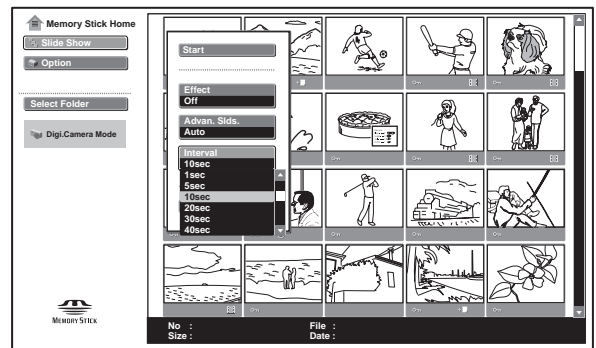 Memory Stick Home
Slide Show
Option
Select Folder
Digi.Camera Mode
MEMORY STICK
Start
Effect
Off
Advan. Slds.
Auto
Interval
10sec
1sec
5sec
10sec
20sec
30sec
40sec
No :
File :
Size :
Date :